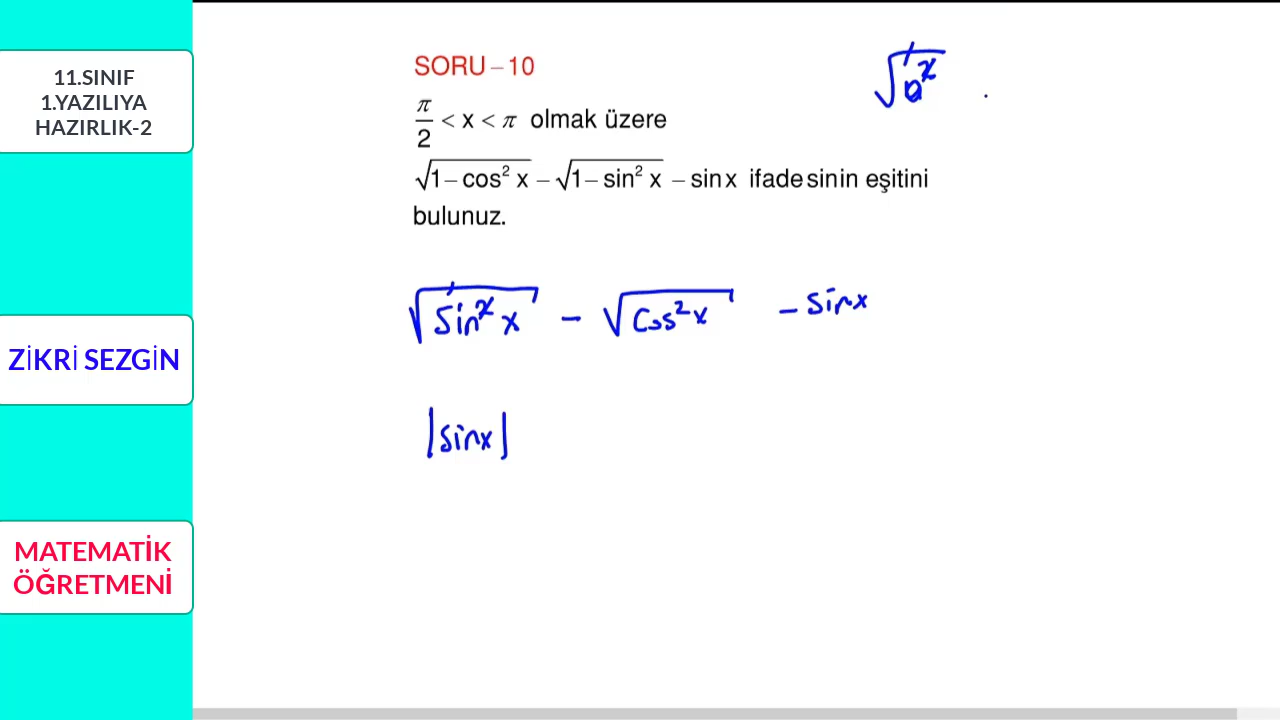 11.SINIF
1.YAZILIYA
HAZIRLIK-2
ZİKRİ SEZGİN
MATEMATİK
ÖĞRETMENİ
SORU – 10
π/2 < x < π olmak üzere
√(1 – cos² x) – √(1 – sin² x) – sin x ifadesinin eşitini
bulunuz.
√a²
√Sin²x – √Cos²x – Sinx
|Sinx|